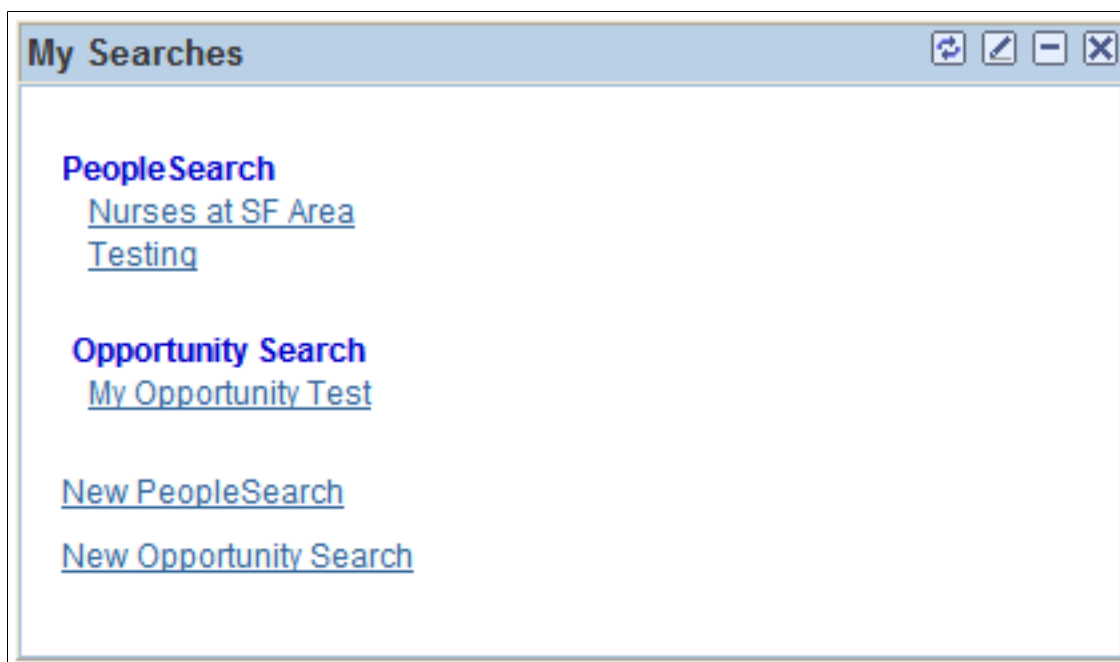 My Searches
PeopleSearch
Nurses at SF Area
Testing
Opportunity Search
My Opportunity Test
New PeopleSearch
New Opportunity Search